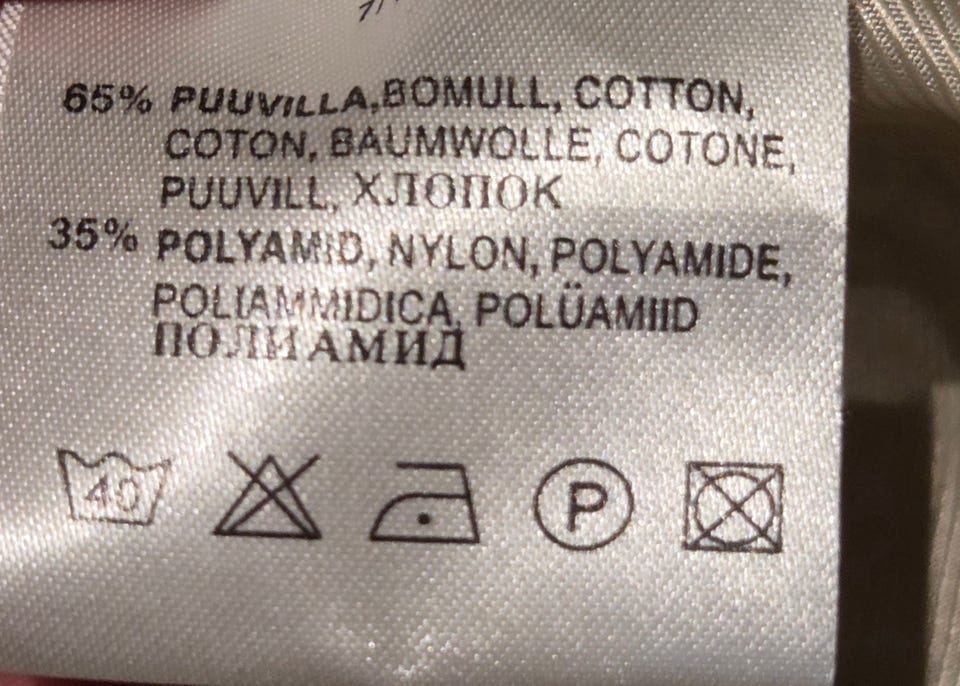 65% PUUVILLA, BOMULL, COTTON,
COTON, BAUMWOLLE, COTONE,
PUUVILL, ХЛОПОК
35% POLYAMID, NYLON, POLYAMIDE,
POLIAMMIDICA, POLÜAMIID
ПОЛИАМИД
40 P